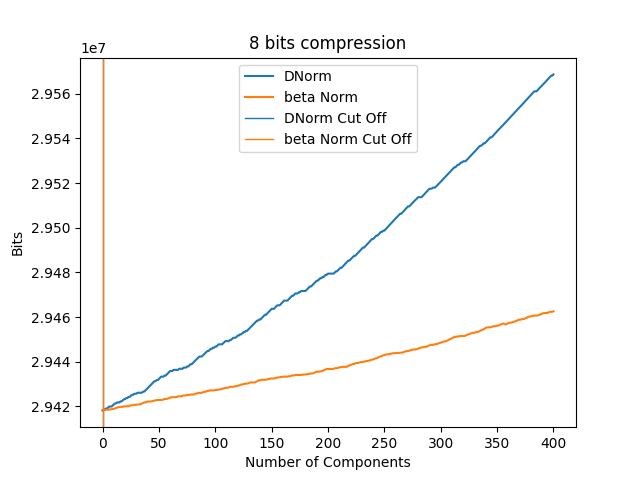 8 bits compression
1e7
DNorm
beta Norm
DNorm Cut Off
beta Norm Cut Off
2.956
2.954
2.952
2.950
2.948
2.946
2.944
2.942
Bits
0 50 100 150 200 250 300 350 400
Number of Components